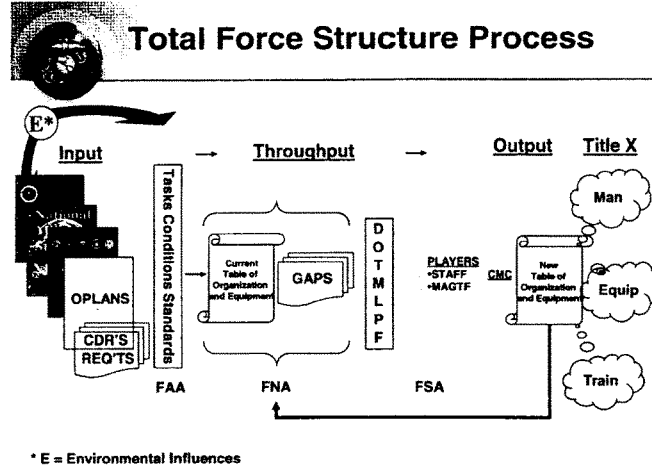 Total Force Structure Process
E*
Input
Throughput
Output
Title X
National
OPLANS
CDR'S
REQ'TS
Tasks Conditions Standards
Current
Table of
Organization
and Equipment
GAPS
D
O
T
M
L
P
F
PLAYERS
•STAFF
•MAGTF
CMC
New
Table of
Organization
and Equipment
Man
Equip
Train
FAA
FNA
FSA
* E = Environmental Influences